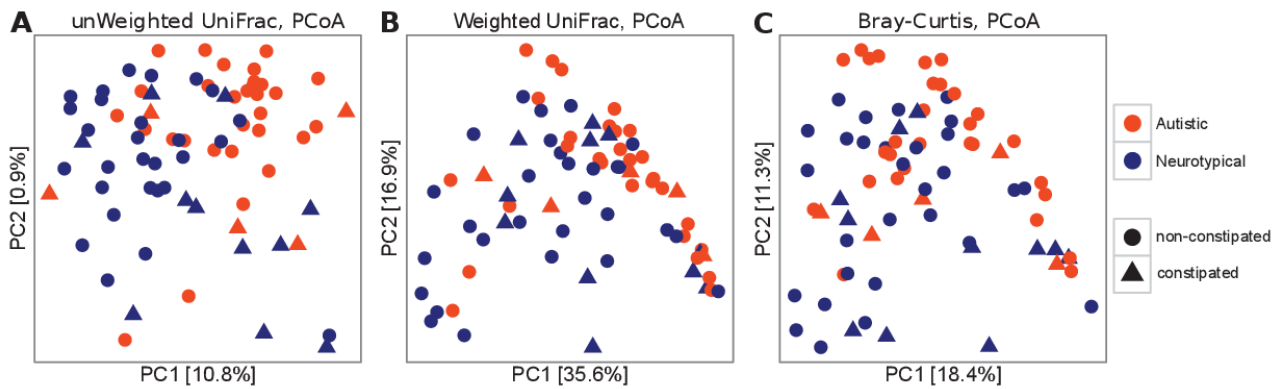 A unWeighted UniFrac, PCoA
PC2 [0.9%]
PC1 [10.8%]
B Weighted UniFrac, PCoA
PC2 [16.9%]
PC1 [35.6%]
C Bray-Curtis, PCoA
PC2 [11.3%]
PC1 [18.4%]
Autistic
Neurotypical
non-constipated
constipated